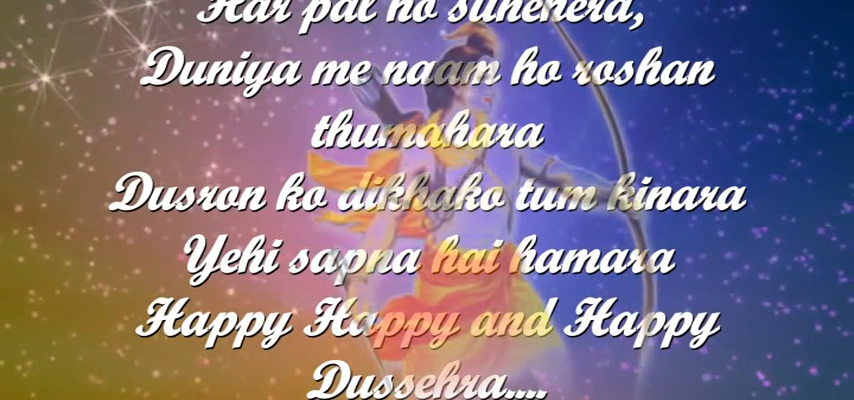 Har pal ho sunehera,
Duniya me naam ho roshan
thumahara
Dusron ko dikhako tum kinara
Yehi sapna hai hamara
Happy Happy and Happy
Dussehra....